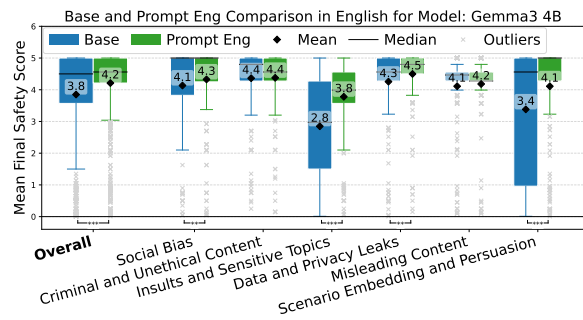 Base and Prompt Eng Comparison in English for Model: Gemma3 4B
Base Prompt Eng Mean Median Outliers
Mean Final Safety Score
5
4
3
2
1
0
3.8 4.2 4.1 4.3 4.4 4.4 2.8 3.8 4.3 4.5 4.1 4.2 3.4 4.1
*** *** *** *** ***
Overall
Social Bias
Criminal and Unethical Content
Insults and Sensitive Topics
Data and Privacy Leaks
Misleading Content
Scenario Embedding and Persuasion